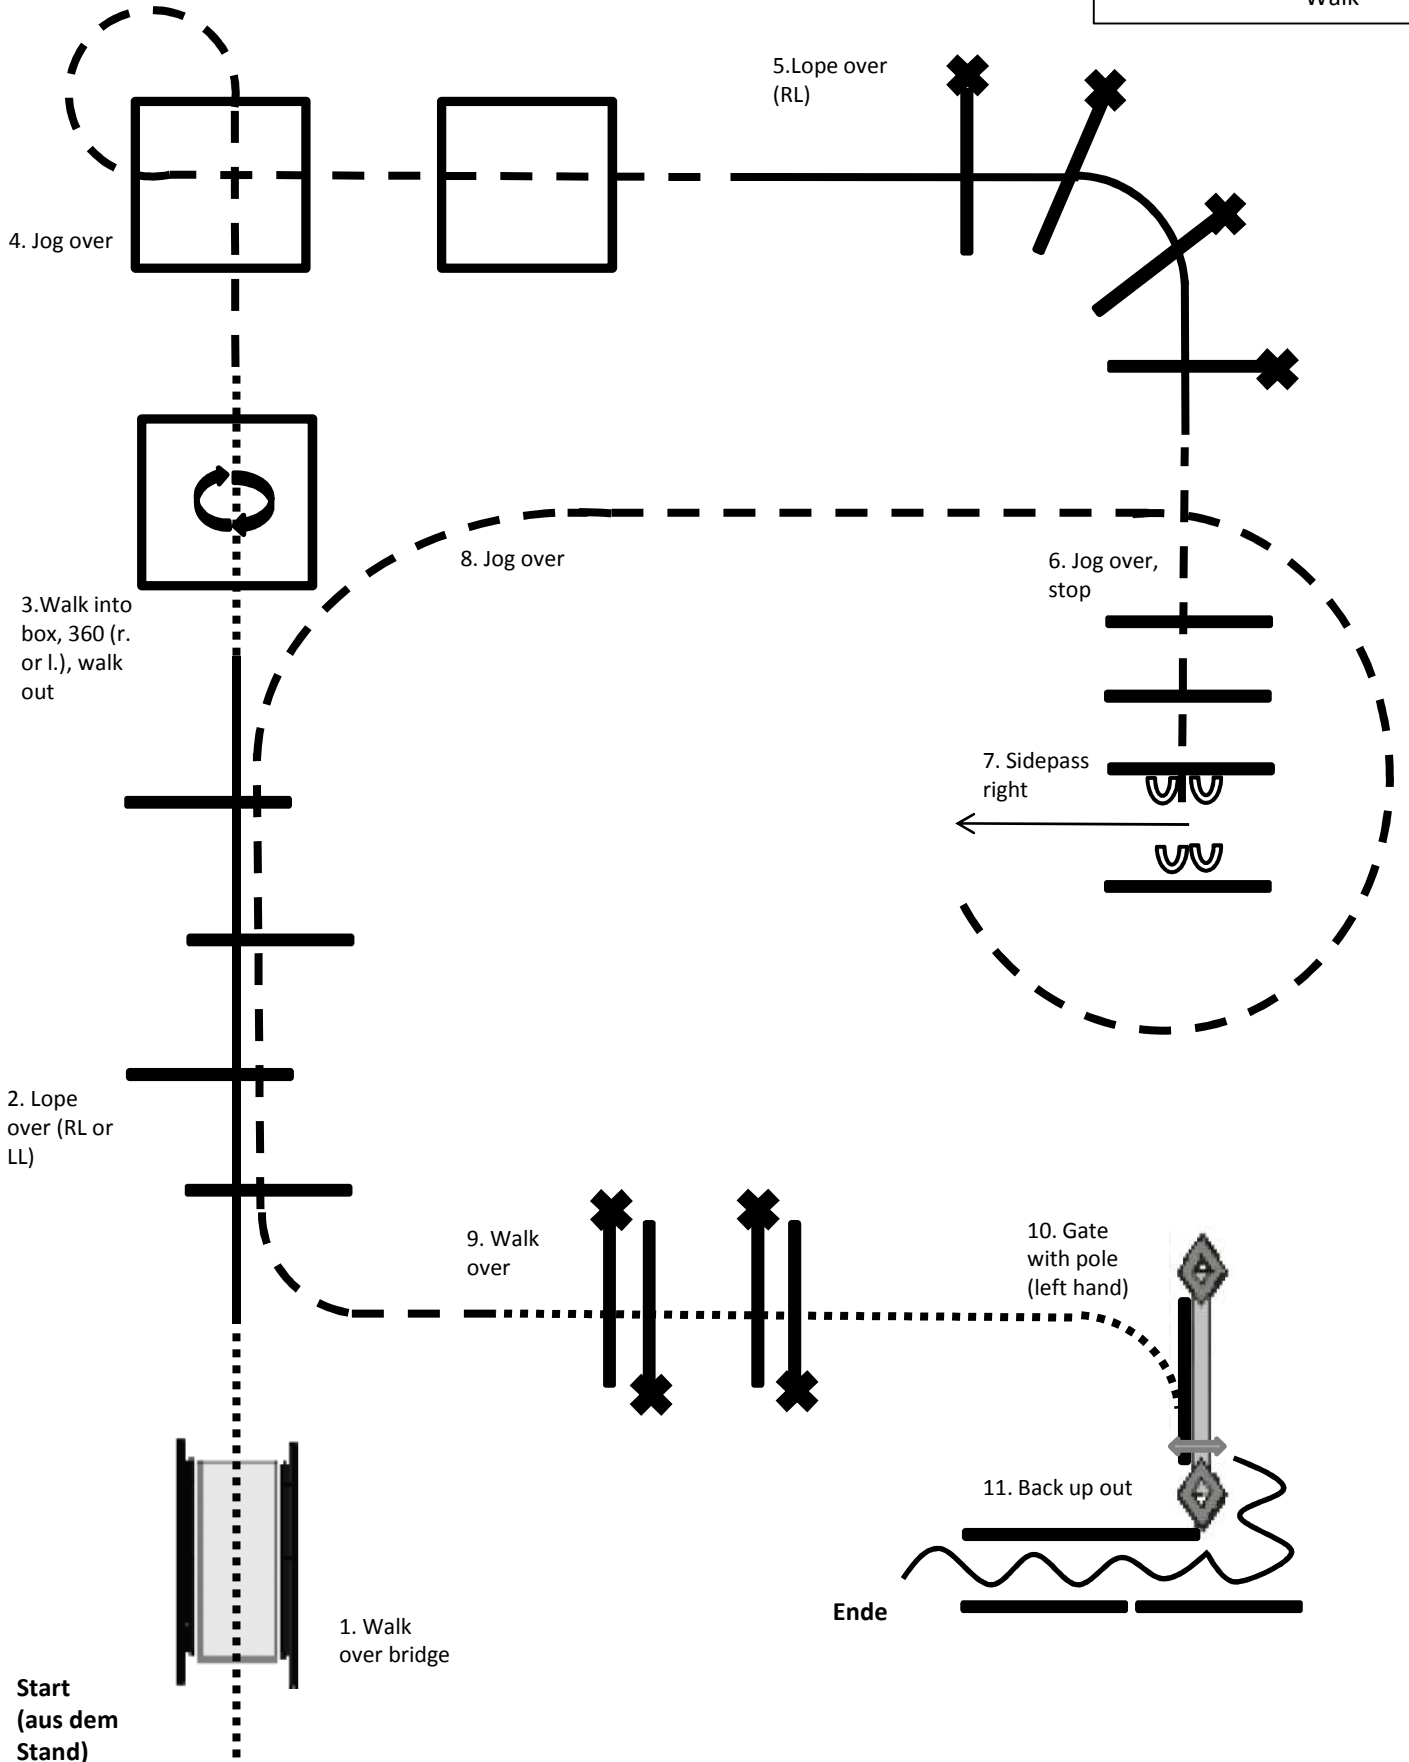 Walk
5.Lope over
(RL)
4. Jog over
8. Jog over
6. Jog over,
stop
3.Walk into
box, 360 (r.
or l.), walk
out
7. Sidepass
right
2. Lope
over (RL or
LL)
9. Walk
over
10. Gate
with pole
(left hand)
11. Back up out
Ende
1. Walk
over bridge
Start
(aus dem
Stand)